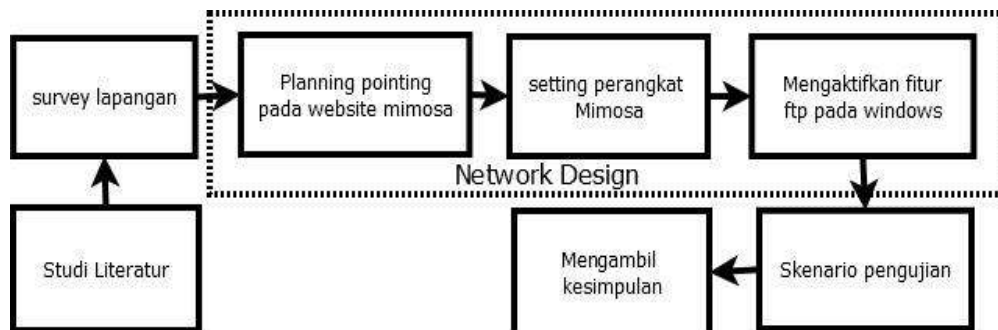 survey lapangan
Planning pointing
pada website mimosa
setting perangkat
Mimosa
Mengaktifkan fitur
ftp pada windows
Network Design
Studi Literatur
Mengambil
kesimpulan
Skenario pengujian